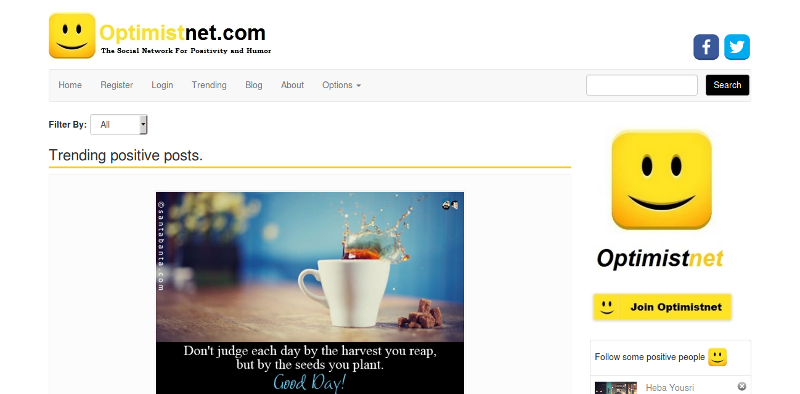 Optimistnet.com
The Social Network For Positivity and Humor
Home Register Login Trending Blog About Options Search
Filter By: All
Trending positive posts.
@santabanta.com
Don't judge each day by the harvest you reap,
but by the seeds you plant.
Good Day!
Optimistnet
Join Optimistnet
Follow some positive people
Heba Yousri